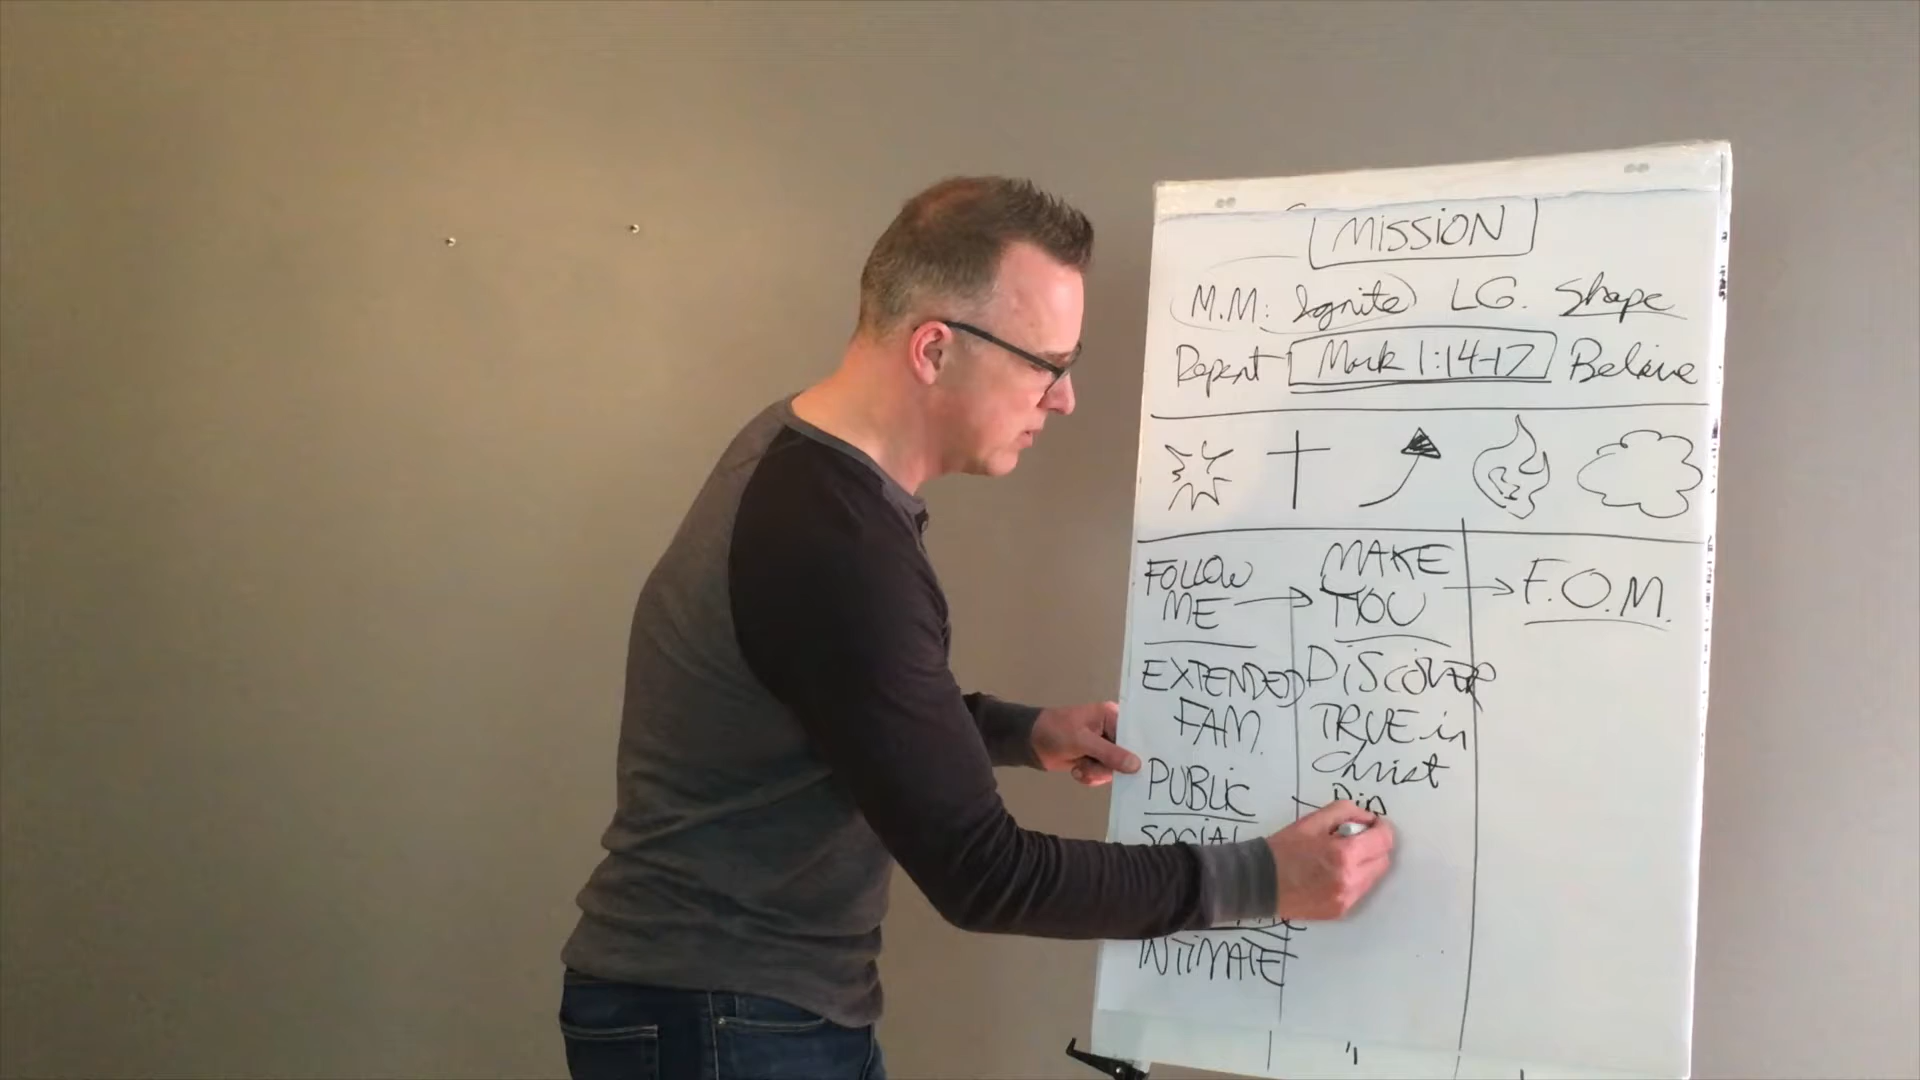 MISSION
M.M: Ignite LG. Shape
Repent Mark 1:14-17 Believe
FOLLOW ME
MAKE YOU
F.O.M.
EXTENDED
FAM.
PUBLIC
SOCIAL
INTIMATE
DISCOVER
TRUE in
Christ